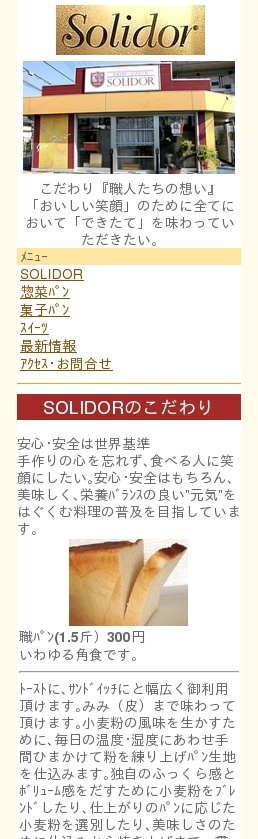 Solidor
SOLIDOR
こだわり『職人たちの想い』
「おいしい笑顔」のために全てに
おいて「できたて」を味わってい
ただきたい。
ﾒﾆｭｰ
SOLIDOR
惣菜ﾊﾟﾝ
菓子ﾊﾟﾝ
ｽｲｰﾂ
最新情報
ｱｸｾｽ･お問合せ
SOLIDORのこだわり
安心･安全は世界基準
手作りの心を忘れず､食べる人に笑
顔にしたい｡安心･安全はもちろん､
美味しく､栄養ﾊﾞﾗﾝｽの良い"元気"を
はぐくむ料理の普及を目指していま
す。
職ﾊﾟﾝ(1.5斤）300円
いわゆる角食です。
ﾄｰｽﾄに､ｻﾝﾄﾞｲｯﾁにと幅広く御利用
頂けます｡みみ（皮）まで味わって
頂けます｡小麦粉の風味を生かすた
めに､毎日の温度･湿度にあわせ手
間ひまかけて粉を練り上げﾊﾟﾝ生地
を仕込みます｡独自のふっくら感と
ﾎﾞﾘｭｰﾑ感をだすために小麦粉をﾌﾞﾚ
ﾝﾄﾞしたり､仕上がりのﾊﾟﾝに応じた
小麦粉を選別したり､美味しさのた